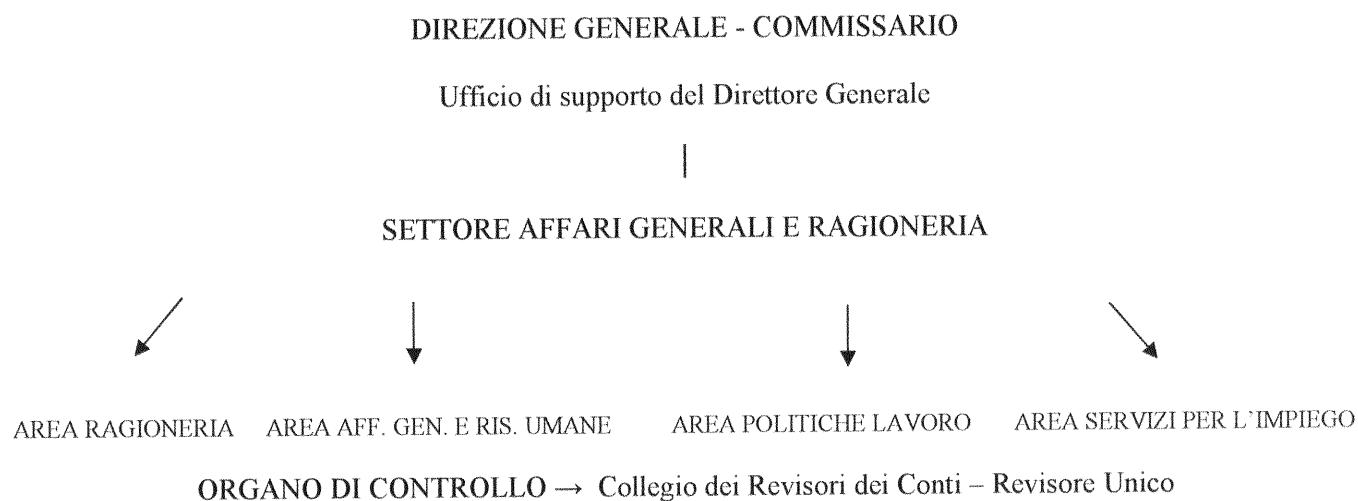 DIREZIONE GENERALE - COMMISSARIO
Ufficio di supporto del Direttore Generale
SETTORE AFFARI GENERALI E RAGIONERIA
AREA RAGIONERIA AREA AFF. GEN. E RIS. UMANE AREA POLITICHE LAVORO AREA SERVIZI PER L'IMPIEGO
ORGANO DI CONTROLLO → Collegio dei Revisori dei Conti – Revisore Unico